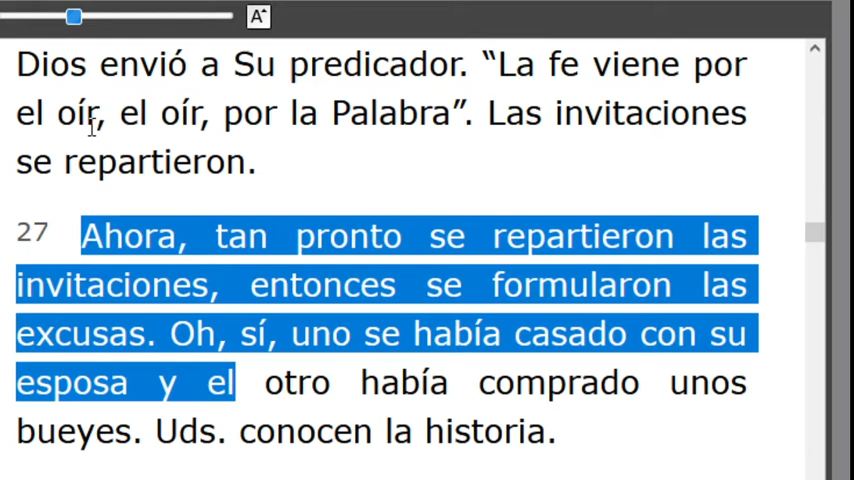 A
Dios envió a Su predicador. “La fe viene por
el oír, el oír, por la Palabra”. Las invitaciones
se repartieron.
27 Ahora, tan pronto se repartieron las
invitaciones, entonces se formularon las
excusas. Oh, sí, uno se había casado con su
esposa y el otro había comprado unos
bueyes. Uds. conocen la historia.